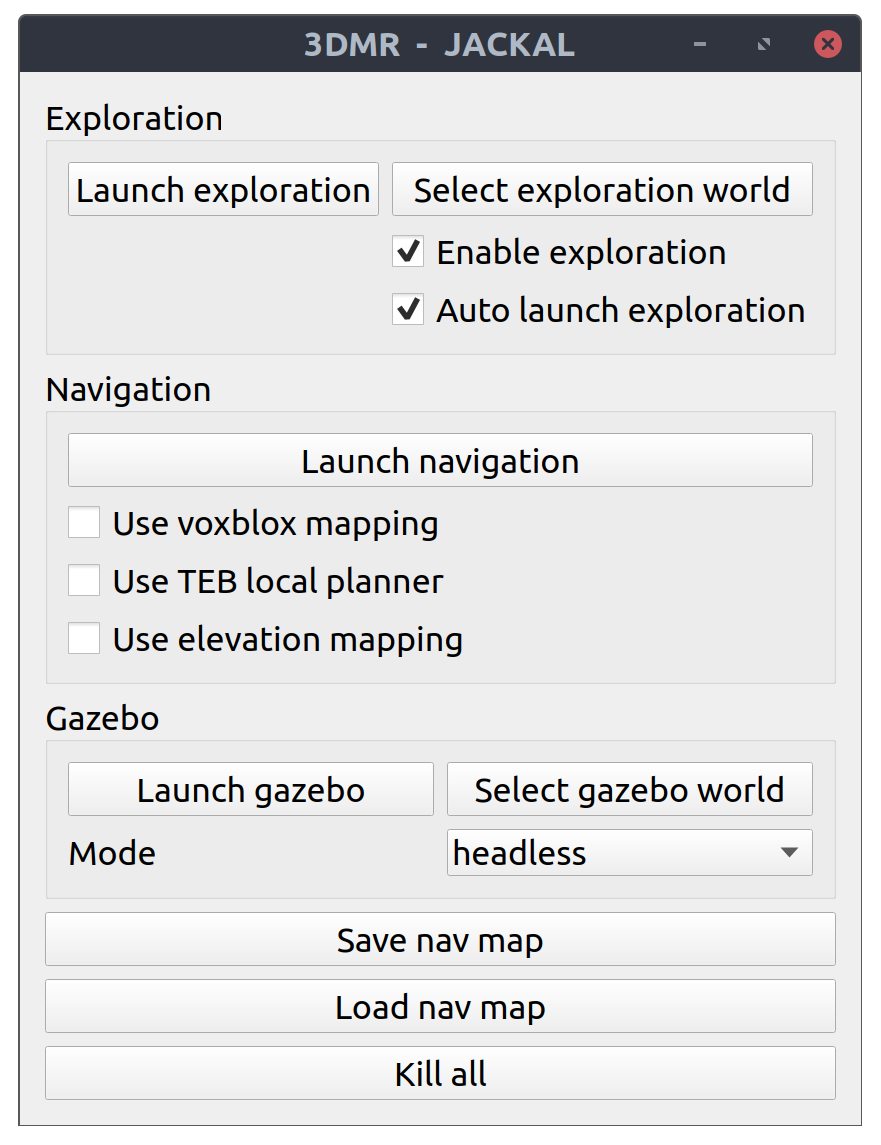 3DMR - JACKAL
Exploration
Launch exploration
Select exploration world
Enable exploration
Auto launch exploration
Navigation
Launch navigation
Use voxblox mapping
Use TEB local planner
Use elevation mapping
Gazebo
Launch gazebo
Select gazebo world
Mode
headless
Save nav map
Load nav map
Kill all